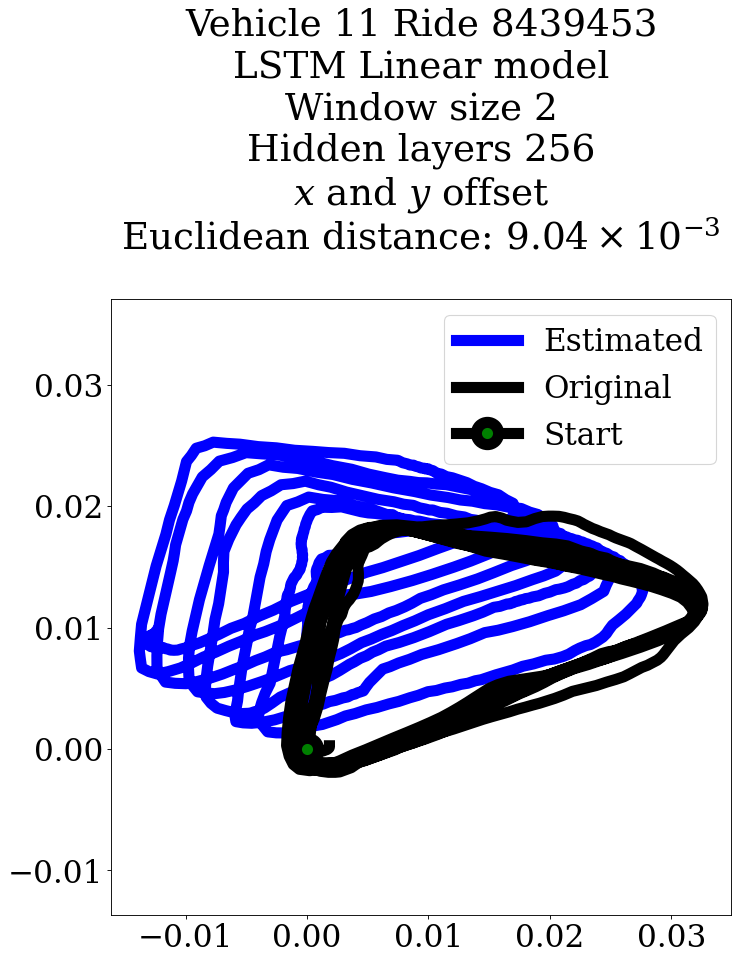 Vehicle 11 Ride 8439453
LSTM Linear model
Window size 2
Hidden layers 256
x and y offset
Euclidean distance: 9.04 × 10⁻³
Estimated
Original
Start
0.03
0.02
0.01
0.00
−0.01
−0.01 0.00 0.01 0.02 0.03